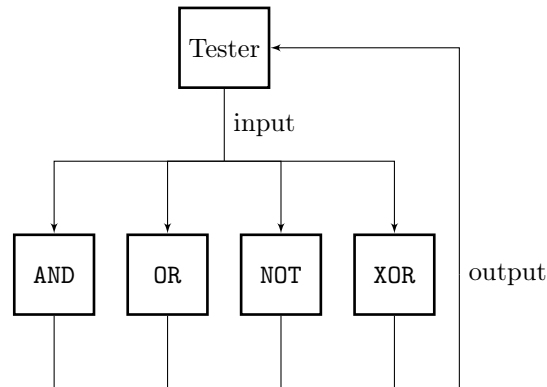 Tester
input
AND
OR
NOT
XOR
output